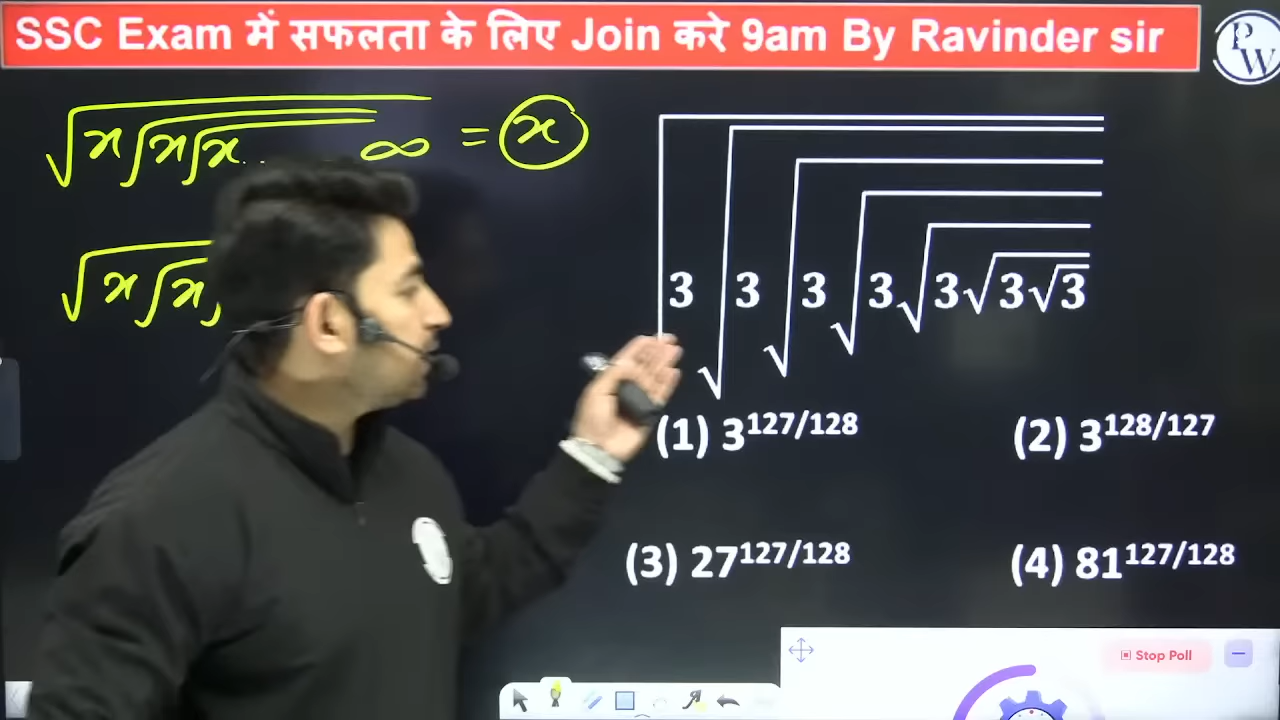 SSC Exam में सफलता के लिए Join करे 9am By Ravinder sir
PW
√x√x√x.. ∞ = x
√x√x,
√3√3√3√3√3√3√3
(1) 3^127/128
(2) 3^128/127
(3) 27^127/128
(4) 81^127/128
Stop Poll